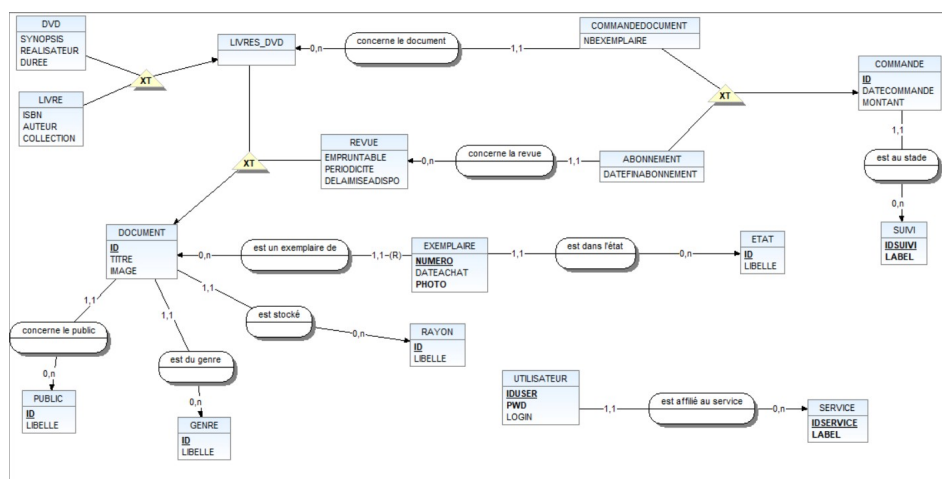 DVD
SYNOPSIS
REALISATEUR
DUREE
LIVRES_DVD
0,n
concerne le document
1,1
COMMANDEDOCUMENT
NBEXEMPLAIRE
XT
LIVRE
ISBN
AUTEUR
COLLECTION
XT
COMMANDE
ID
DATECOMMANDE
MONTANT
XT
REVUE
EMPRUNTABLE
PERIODICITE
DELAIMISEADISPO
0,n
concerne la revue
1,1
ABONNEMENT
DATEFINABONNEMENT
1,1
est au stade
0,n
SUIVI
IDSUIVI
LABEL
DOCUMENT
ID
TITRE
IMAGE
0,n
est un exemplaire de
1,1-(R)
EXEMPLAIRE
NUMERO
DATEACHAT
PHOTO
1,1
est dans l'état
0,n
ETAT
ID
LIBELLE
1,1
concerne le public
0,n
PUBLIC
ID
LIBELLE
1,1
est du genre
0,n
GENRE
ID
LIBELLE
1,1
est stocké
0,n
RAYON
ID
LIBELLE
UTILISATEUR
IDUSER
PWD
LOGIN
1,1
est affilié au service
0,n
SERVICE
IDSERVICE
LABEL